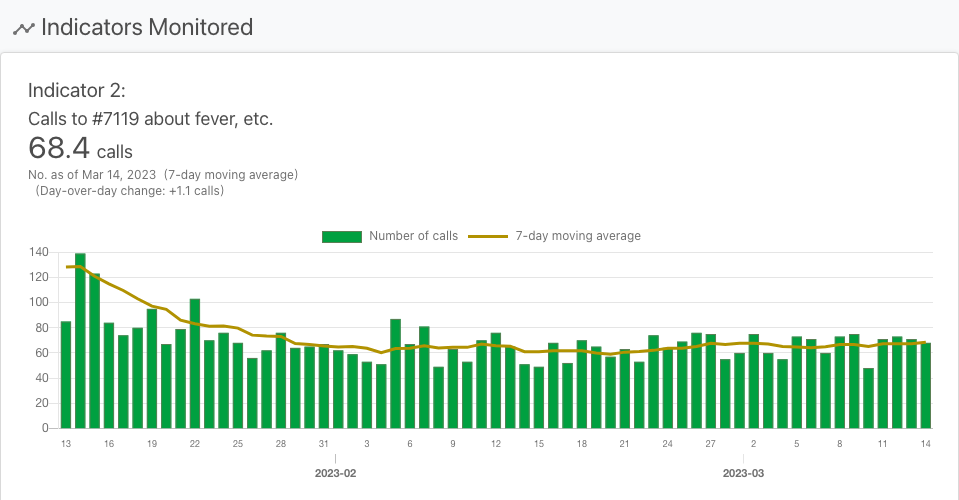 Indicators Monitored
Indicator 2:
Calls to #7119 about fever, etc.
68.4 calls
No. as of Mar 14, 2023 (7-day moving average)
(Day-over-day change: +1.1 calls)
Number of calls 7-day moving average
140
120
100
80
60
40
20
0
13 16 19 22 25 28 31 3 6 9 12 15 18 21 24 27 2 5 8 11 14
2023-02 2023-03